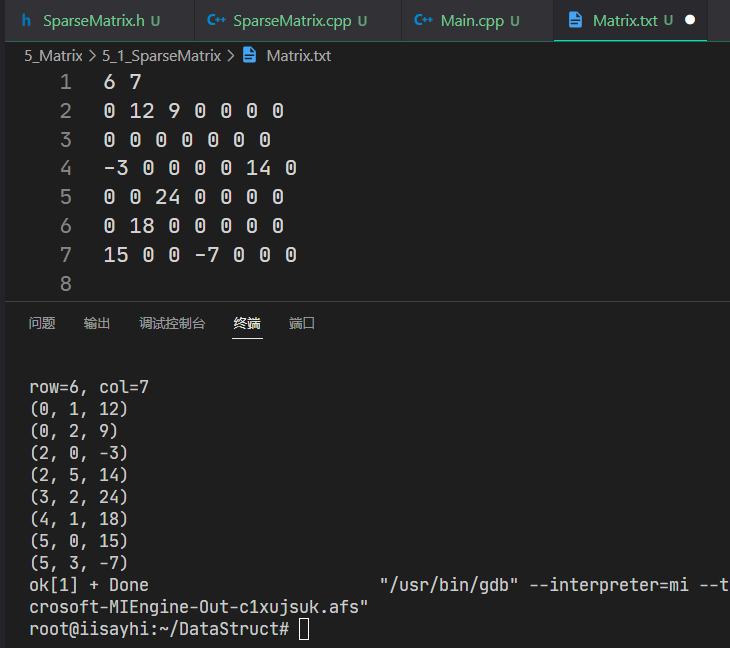 h SparseMatrix.h U C++ SparseMatrix.cpp U C++ Main.cpp U Matrix.txt U
5_Matrix > 5_1_SparseMatrix > Matrix.txt
1 6 7
2 0 12 9 0 0 0 0
3 0 0 0 0 0 0 0
4 -3 0 0 0 0 14 0
5 0 0 24 0 0 0 0
6 0 18 0 0 0 0 0
7 15 0 0 -7 0 0 0
8
问题 输出 调试控制台 终端 端口
row=6, col=7
(0, 1, 12)
(0, 2, 9)
(2, 0, -3)
(2, 5, 14)
(3, 2, 24)
(4, 1, 18)
(5, 0, 15)
(5, 3, -7)
ok[1] + Done "/usr/bin/gdb" --interpreter=mi --t
crosoft-MIEngine-Out-c1xujsuk.afs"
root@iisayhi:~/DataStruct#